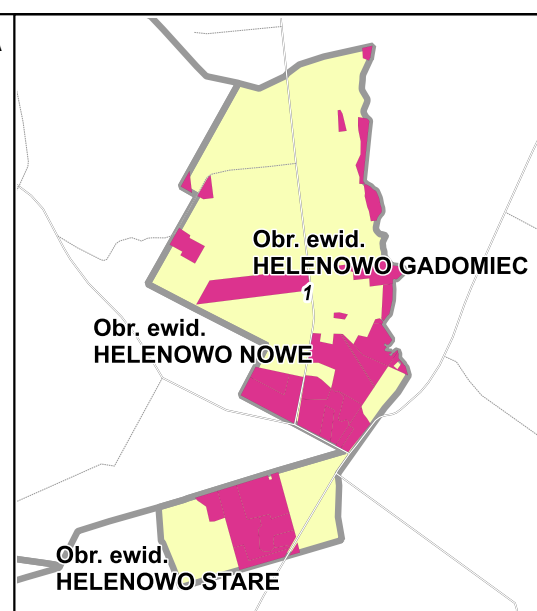 A
Obr. ewid.
HELENOWO GADOMIEC
1
Obr. ewid.
HELENOWO NOWE
Obr. ewid.
HELENOWO STARE